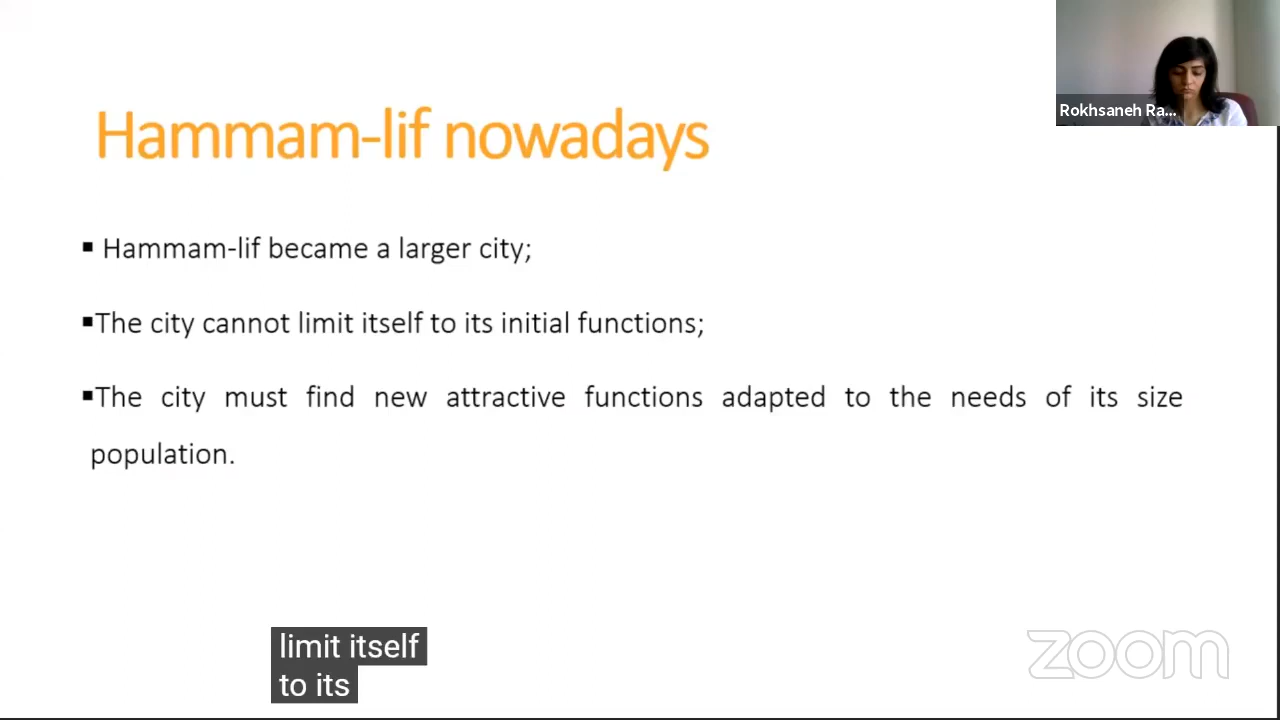 Rokhsaneh Ra...
Hammam-lif nowadays
▪ Hammam-lif became a larger city;
▪The city cannot limit itself to its initial functions;
▪The city must find new attractive functions adapted to the needs of its size
population.
limit itself
to its
zoom